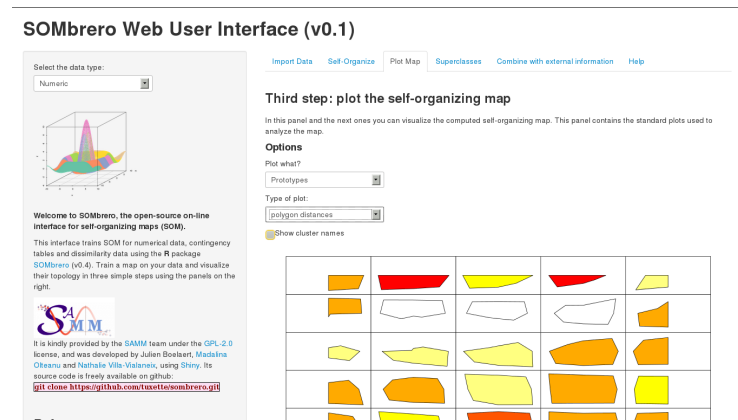 SOMbrero Web User Interface (v0.1)
Select the data type:
Numeric
Welcome to SOMbrero, the open-source on-line
interface for self-organizing maps (SOM).
This interface trains SOM for numerical data, contingency
tables and dissimilarity data using the R package
SOMbrero (v0.4). Train a map on your data and visualize
their topology in three simple steps using the panels on the
right.
SAMM
It is kindly provided by the SAMM team under the GPL-2.0
license, and was developed by Julien Boelaert, Madalina
Olteanu and Nathalie Villa-Vialaneix, using Shiny. Its
source code is freely available on github:
git clone https://github.com/tuxette/sombrero.git
Import Data Self-Organize Plot Map Superclasses Combine with external information Help
Third step: plot the self-organizing map
In this panel and the next ones you can visualize the computed self-organizing map. This panel contains the standard plots used to
analyze the map.
Options
Plot what?
Prototypes
Type of plot:
polygon distances
Show cluster names